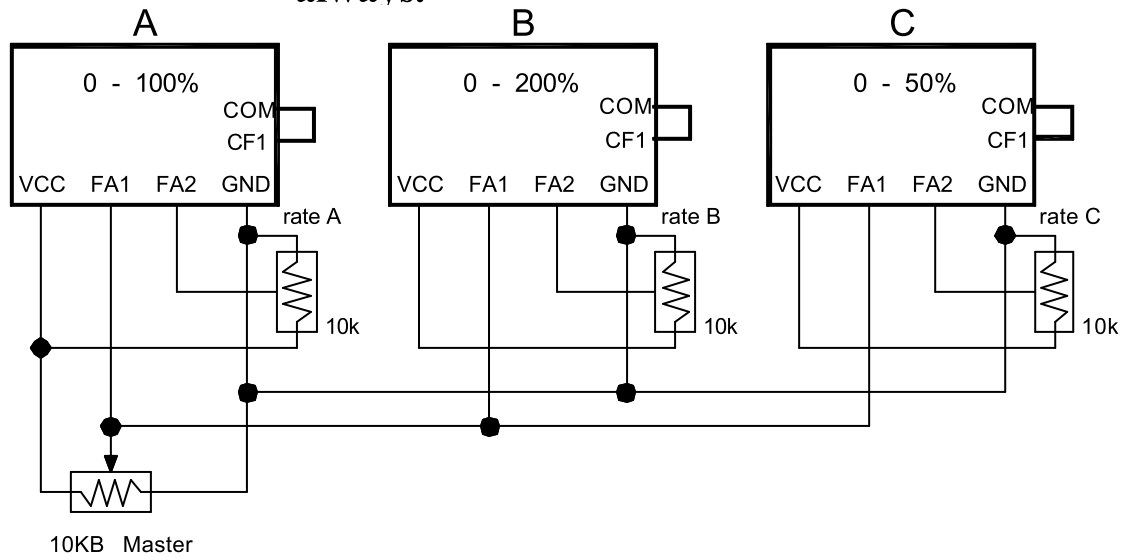 A B C
0 - 100% 0 - 200% 0 - 50%
COM COM COM
CF1 CF1 CF1
VCC FA1 FA2 GND VCC FA1 FA2 GND VCC FA1 FA2 GND
rate A rate B rate C
10k 10k 10k
10KB Master